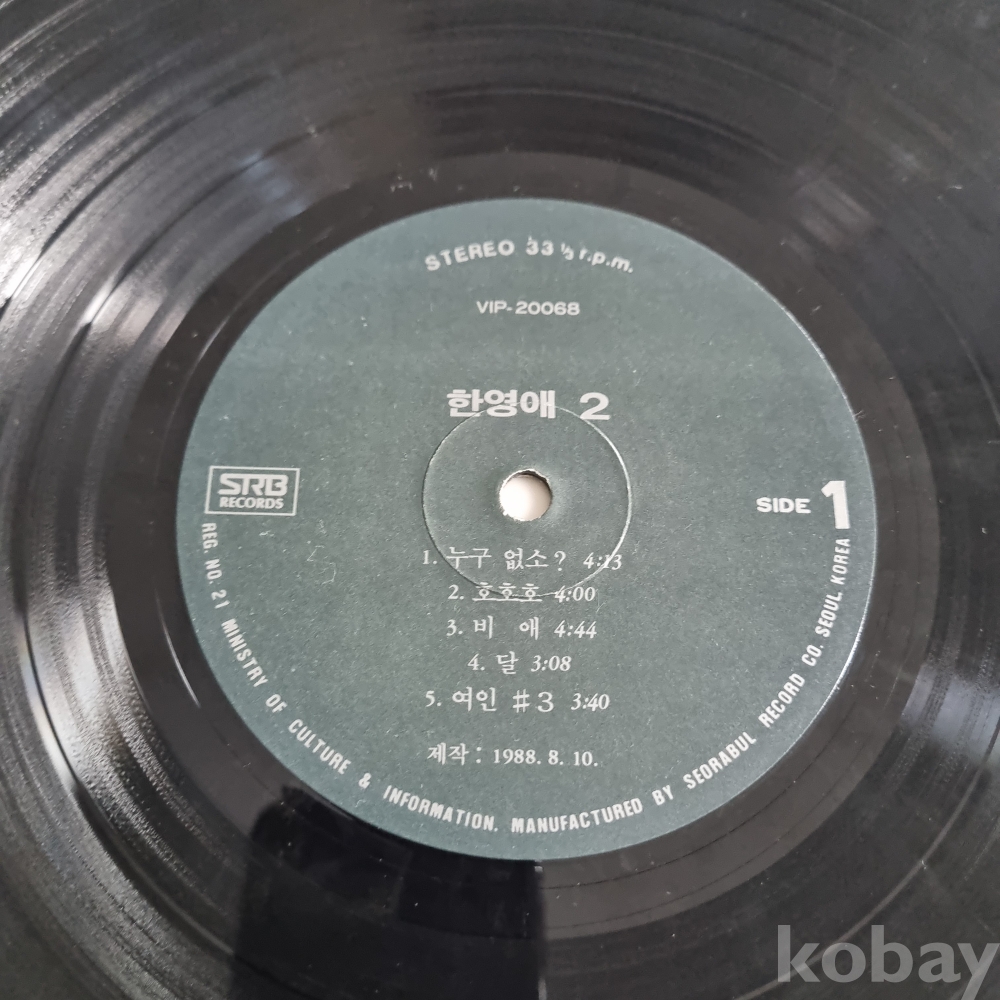 STEREO 33 ⅓ r.p.m.
VIP-20068
한영애 2
SRB
RECORDS
SIDE 1
1. 누구 없소? 4:13
2. 호호호 4:00
3. 비 애 4:44
4. 달 3:08
5. 여인 #3 3:40
제작: 1988. 8. 10.
REG. NO. 21 MINISTRY OF CULTURE & INFORMATION. MANUFACTURED BY SEORABUL RECORD CO. SEOUL. KOREA
kobay